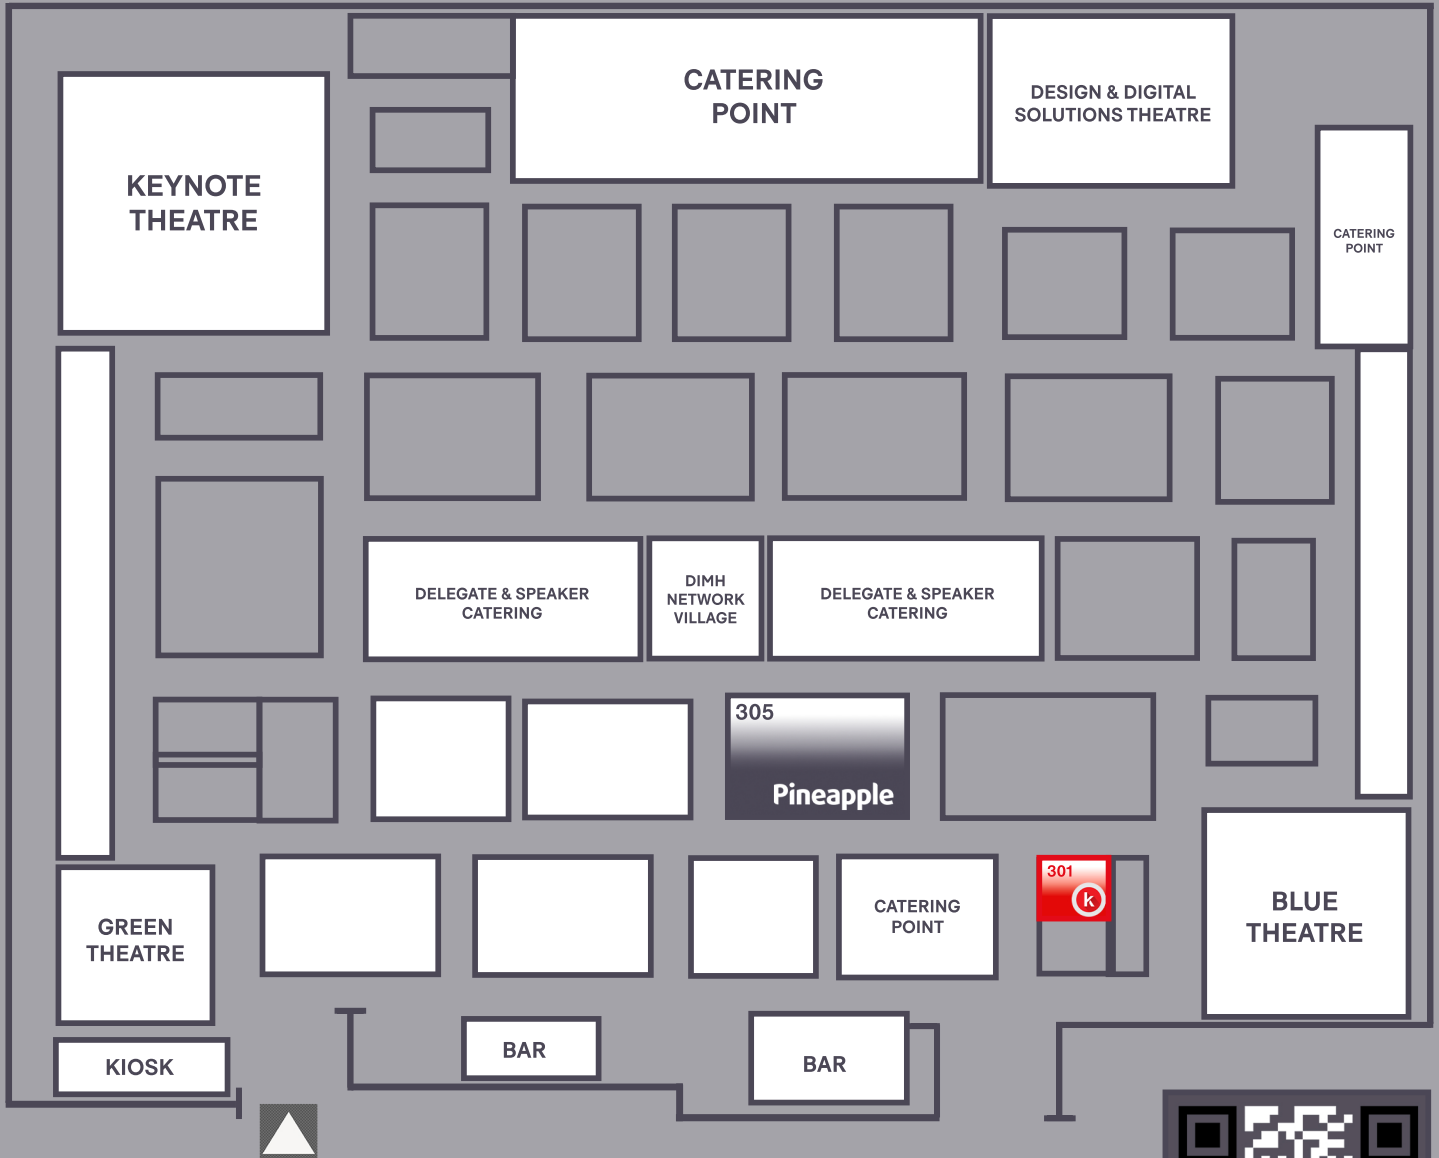 CATERING
POINT
DESIGN & DIGITAL
SOLUTIONS THEATRE
KEYNOTE
THEATRE
CATERING
POINT
DELEGATE & SPEAKER
CATERING
DIMH
NETWORK
VILLAGE
DELEGATE & SPEAKER
CATERING
305
Pineapple
301
k
CATERING
POINT
BLUE
THEATRE
GREEN
THEATRE
KIOSK
BAR
BAR